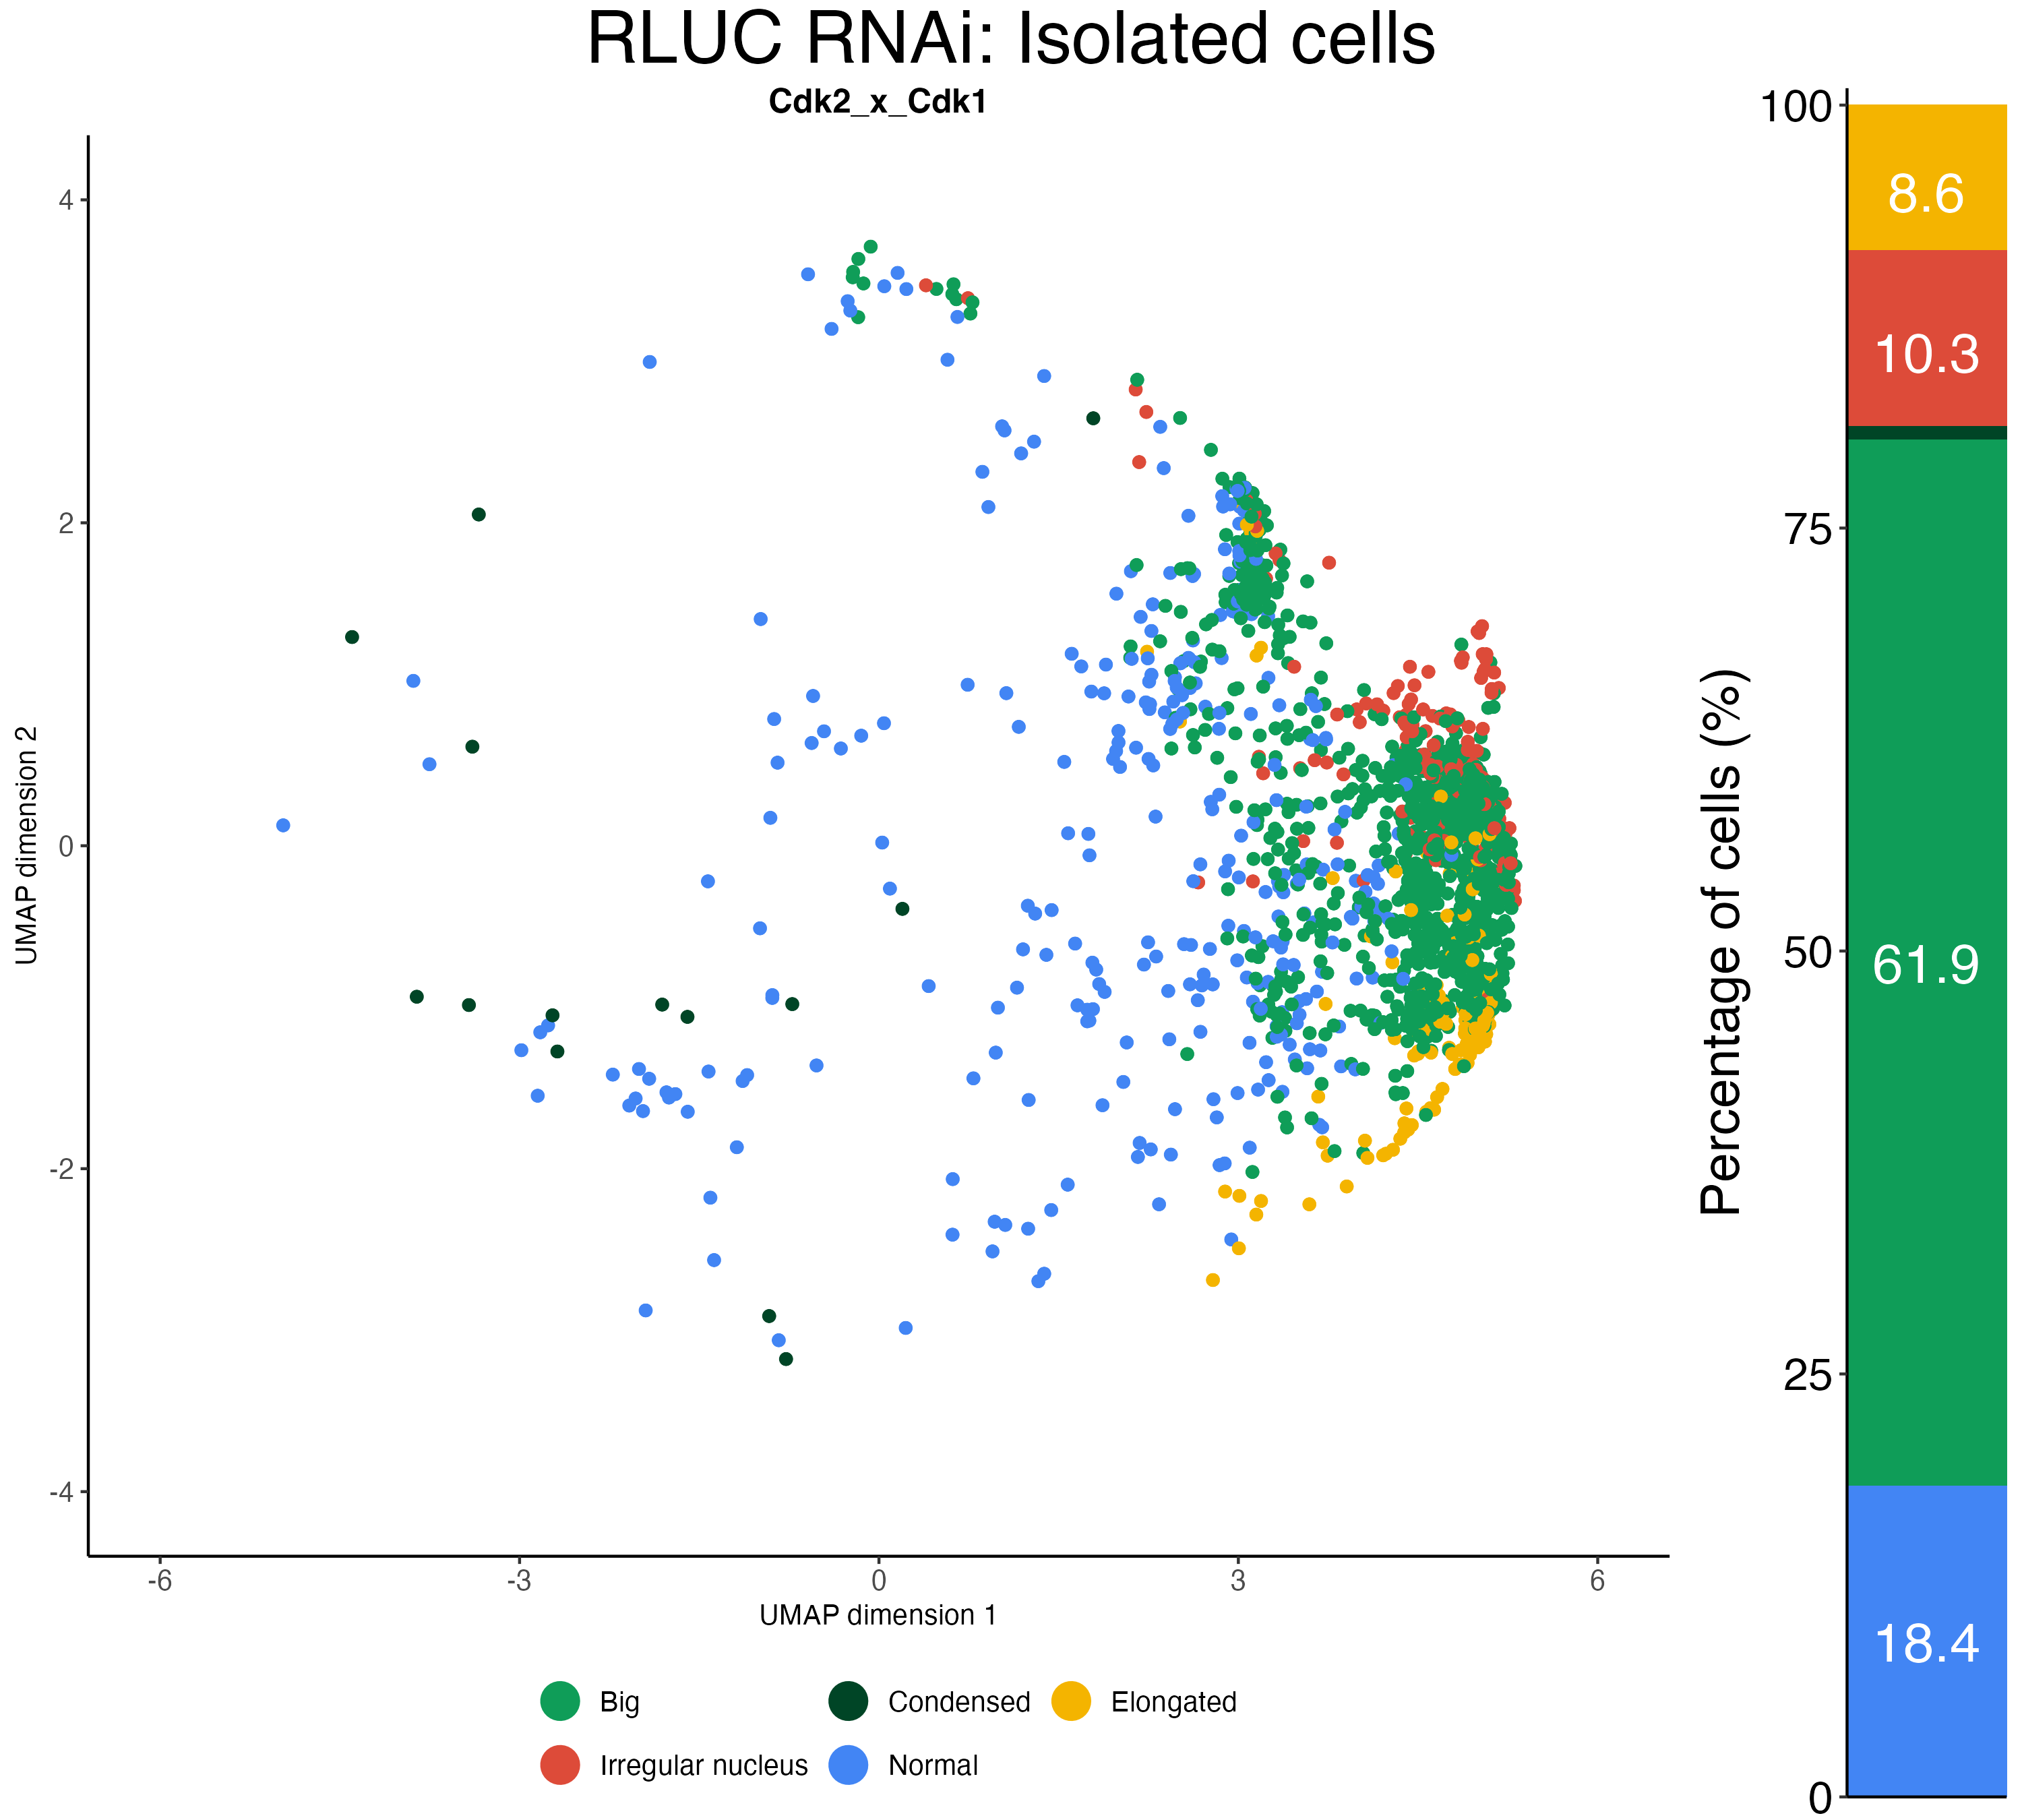 RLUC RNAi: Isolated cells
Cdk2_x_Cdk1
4
2
0
-2
-4
UMAP dimension 2
-6
-3
0
3
6
UMAP dimension 1
Big
Condensed
Elongated
Irregular nucleus
Normal
100
75
50
25
0
Percentage of cells (%)
8.6
10.3
61.9
18.4